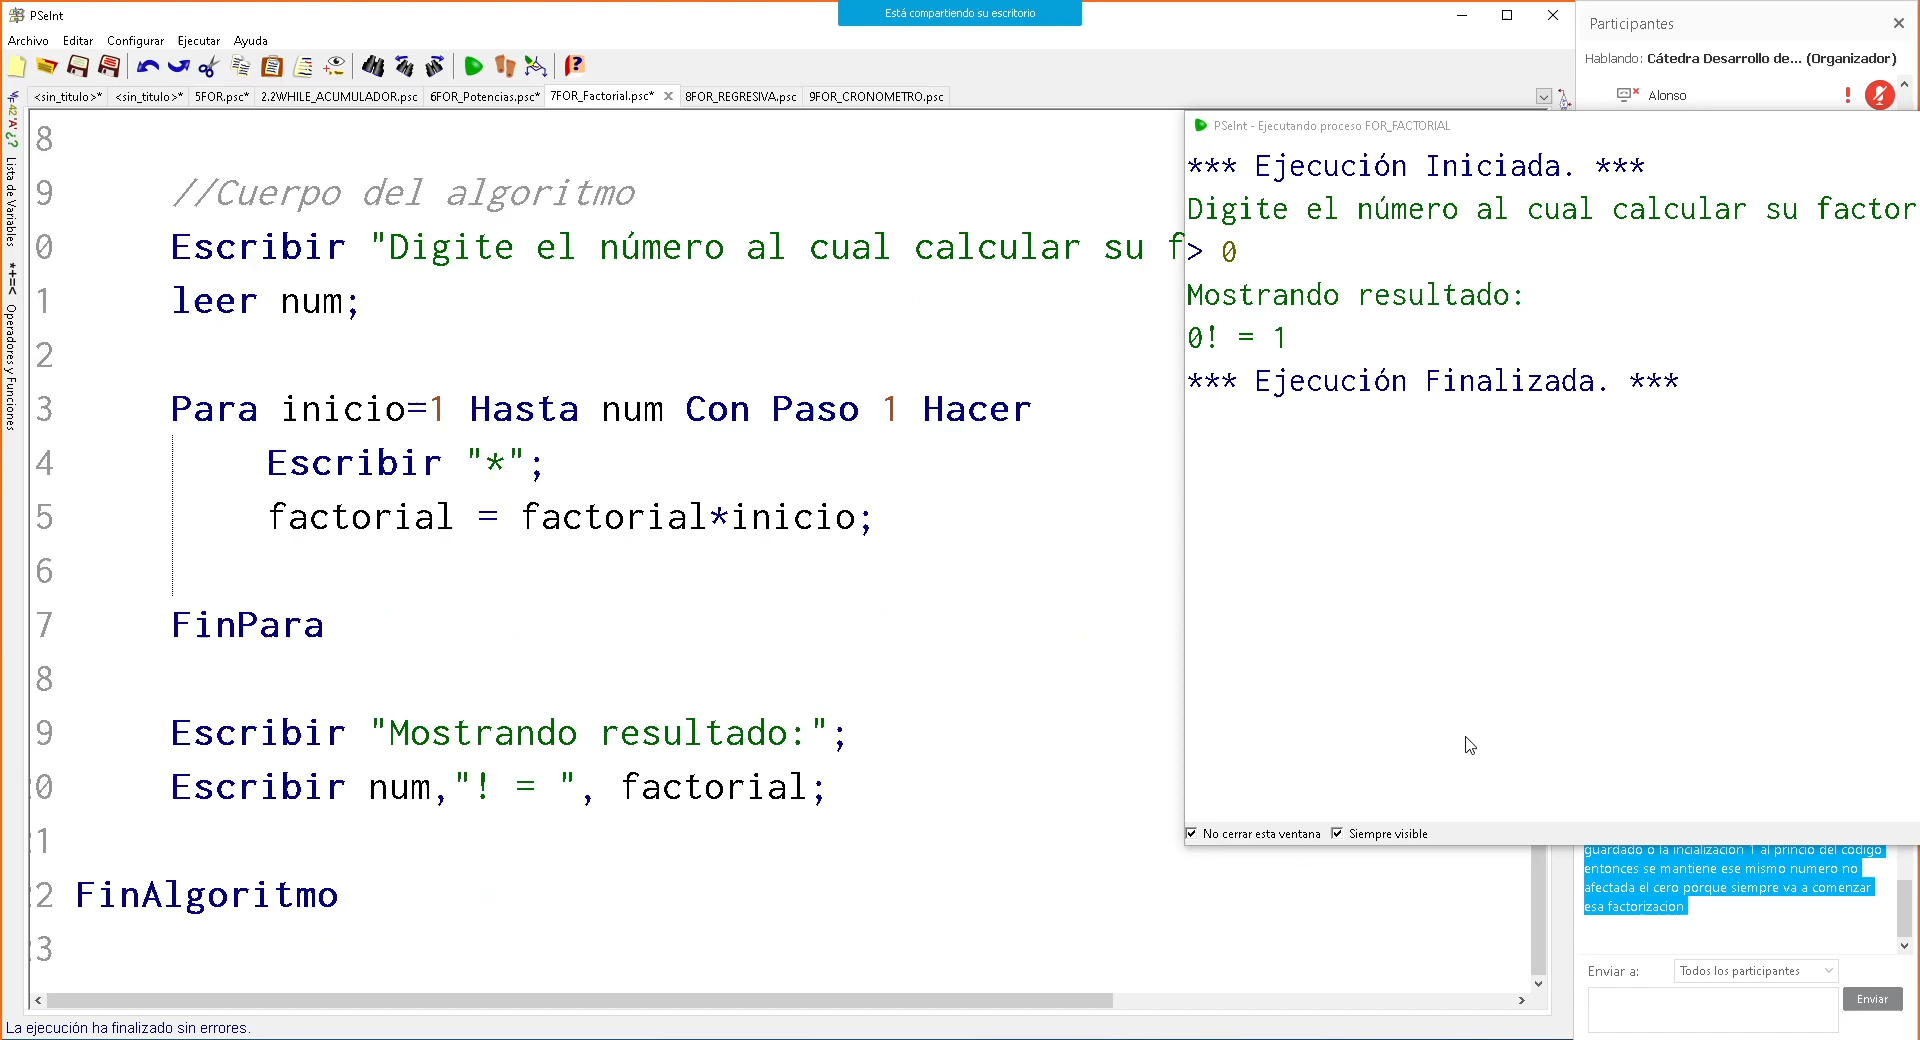 PSeInt
Está compartiendo su escritorio
Archivo Editar Configurar Ejecutar Ayuda
<sin_titulo>* <sin_titulo>* 5FOR.psc* 2.2WHILE_ACUMULADOR.psc 6FOR_Potencias.psc* 7FOR_Factorial.psc* 8FOR_REGRESIVA.psc 9FOR_CRONOMETRO.psc
Lista de Variables
*+=< Operadores y Funciones
8
9 //Cuerpo del algoritmo
0 Escribir "Digite el número al cual calcular su f
1 leer num;
2
3 Para inicio=1 Hasta num Con Paso 1 Hacer
4 Escribir "*";
5 factorial = factorial*inicio;
6
7 FinPara
8
9 Escribir "Mostrando resultado:";
0 Escribir num,"! = ", factorial;
1
2 FinAlgoritmo
3
La ejecución ha finalizado sin errores.
PSeInt - Ejecutando proceso FOR_FACTORIAL
*** Ejecución Iniciada. ***
Digite el número al cual calcular su factor
> 0
Mostrando resultado:
0! = 1
*** Ejecución Finalizada. ***
No cerrar esta ventana Siempre visible
Participantes
Hablando: Cátedra Desarrollo de... (Organizador)
Alonso
guardado o la incialización 1 al princio del codigo
entonces se mantiene ese mismo numero no
afectada el cero porque siempre va a comenzar
esa factorizacion
Enviar a: Todos los participantes
Enviar